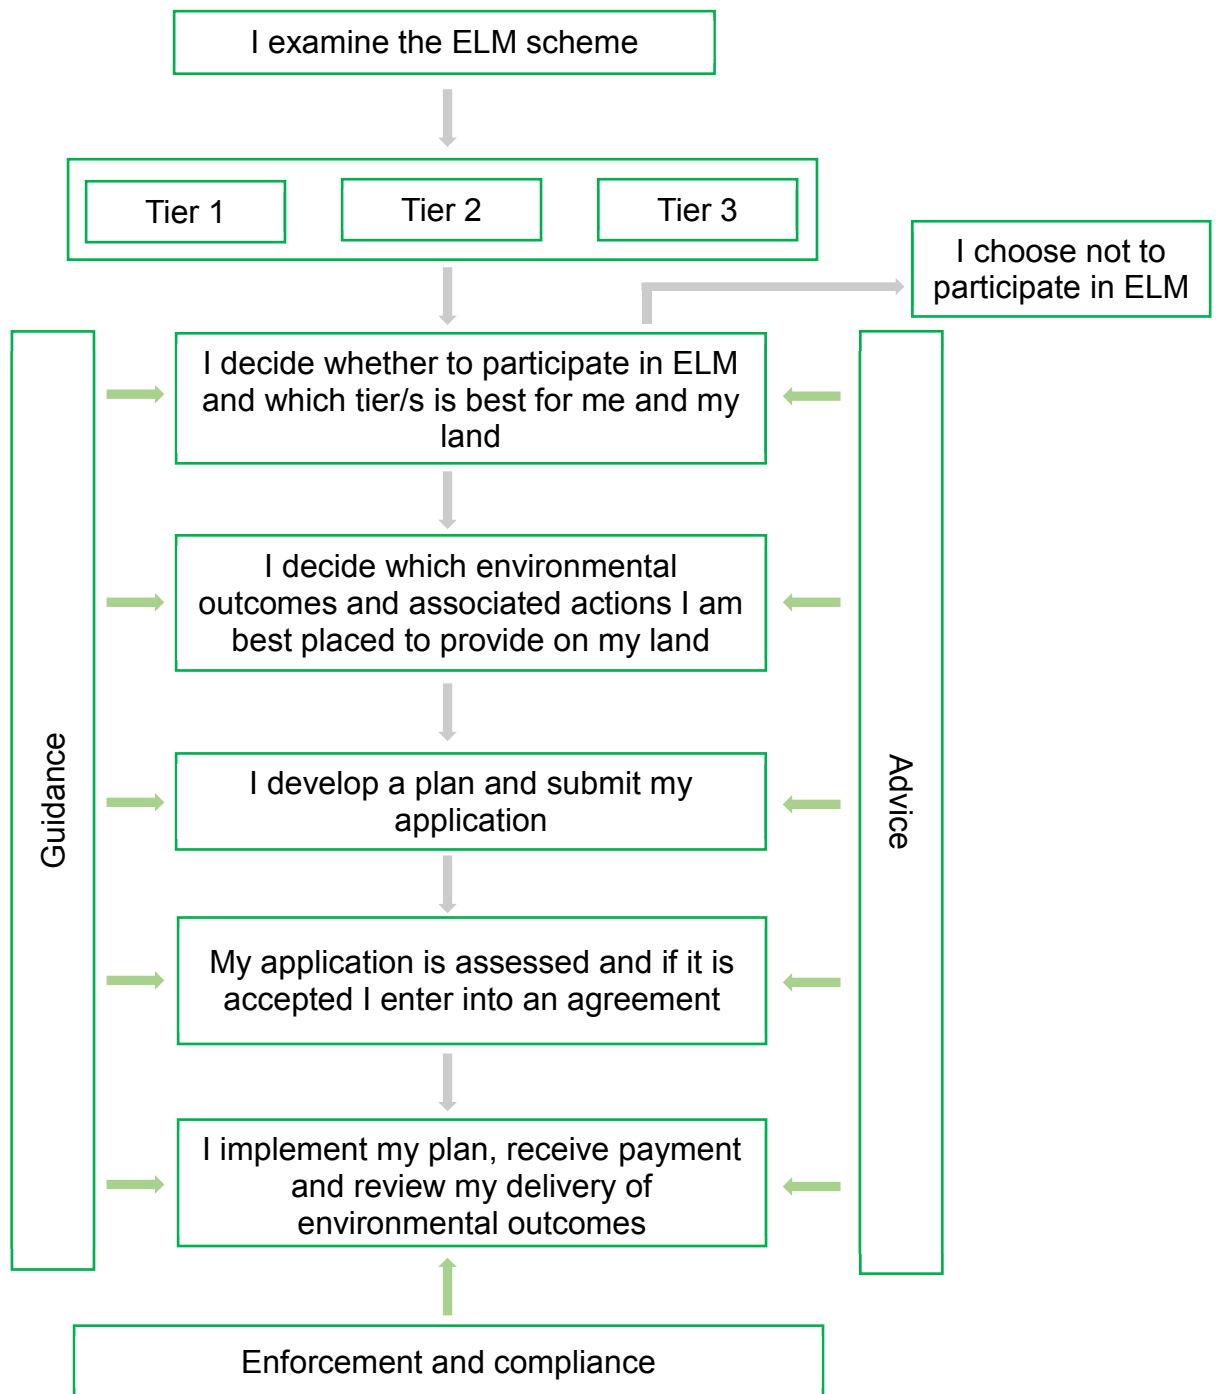 I examine the ELM scheme
Tier 1
Tier 2
Tier 3
I choose not to
participate in ELM
I decide whether to participate in ELM
and which tier/s is best for me and my
land
I decide which environmental
outcomes and associated actions I am
best placed to provide on my land
Guidance
Advice
I develop a plan and submit my
application
My application is assessed and if it is
accepted I enter into an agreement
I implement my plan, receive payment
and review my delivery of
environmental outcomes
Enforcement and compliance